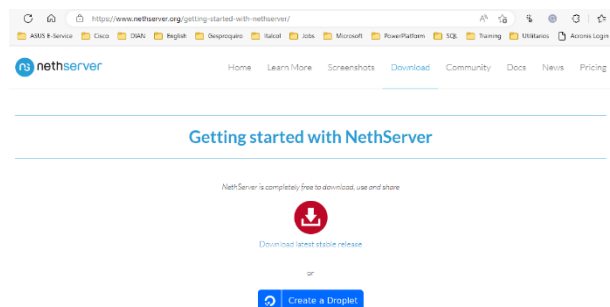 https://www.nethserver.org/getting-started-with-nethserver/
ASUS E-Service Cisco DIAN English Gesproquire Italcol Jobs Microsoft PowerPlatform SQL Training Utilitarios Acronis Login
ns nethserver Home Learn More Screenshots Download Community Docs News Pricing
Getting started with NethServer
NethServer is completely free to download, use and share
Download latest stable release
or
Create a Droplet